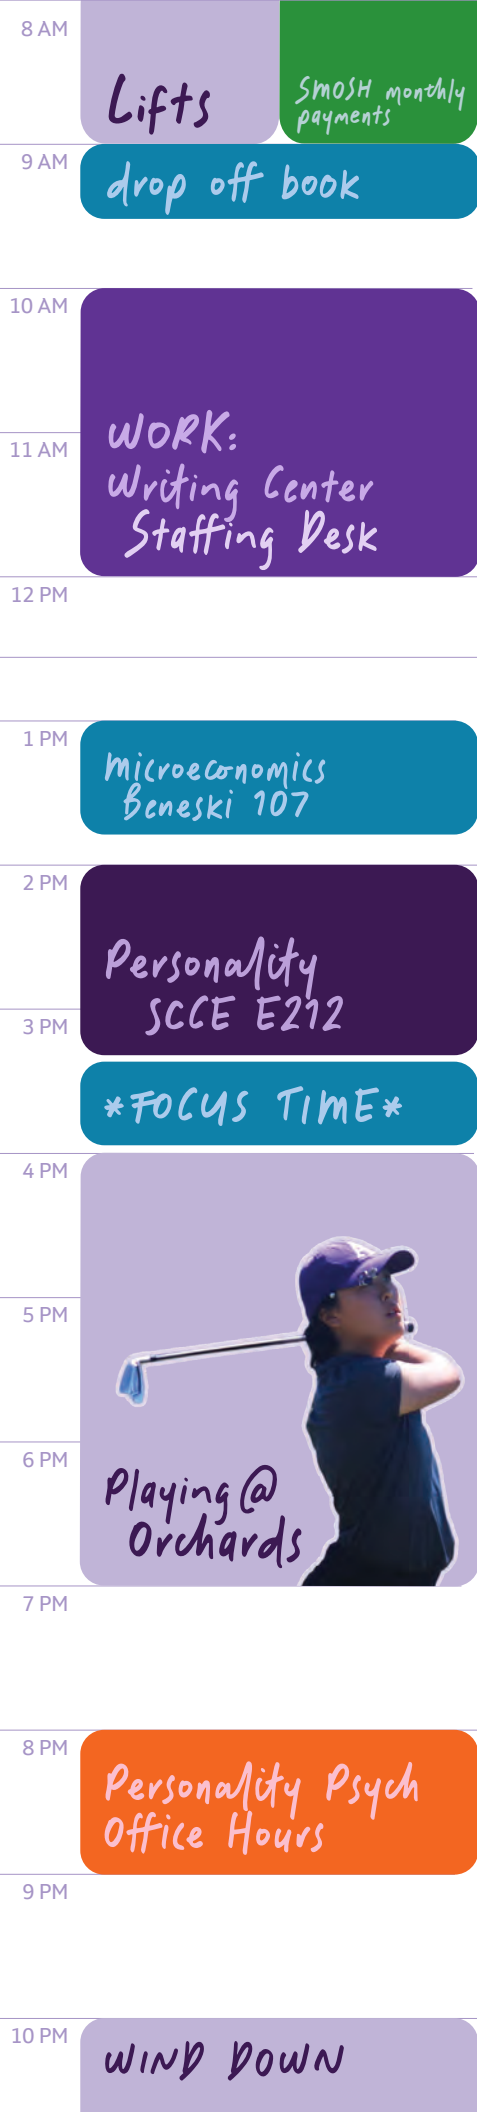 8 AM
Lifts
SMOSH monthly
payments
9 AM
drop off book
10 AM
11 AM
WORK:
Writing Center
Staffing Desk
12 PM
1 PM
Microeconomics
Beneski 107
2 PM
Personality
SCCE E212
3 PM
*FOCUS TIME*
4 PM
5 PM
6 PM
Playing @
Orchards
7 PM
8 PM
Personality Psych
Office Hours
9 PM
10 PM
WIND DOWN